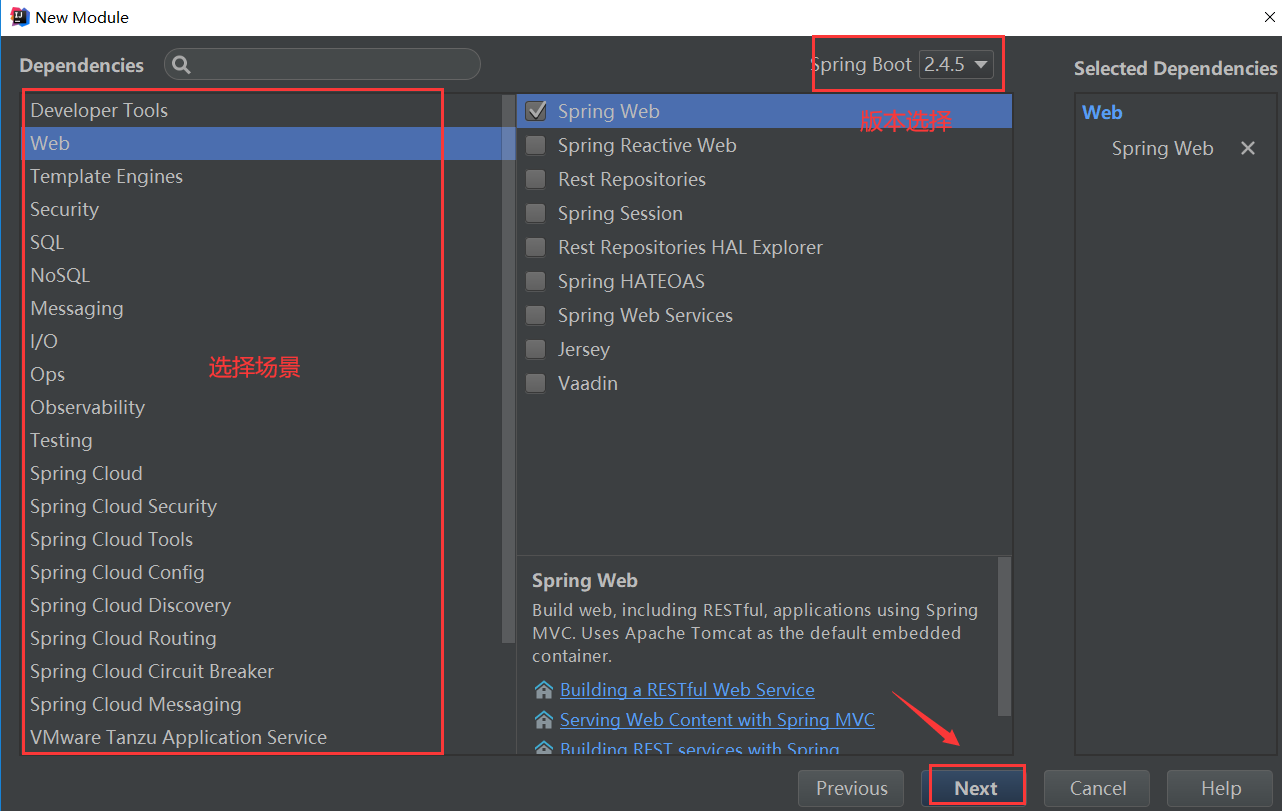 New Module
Dependencies
Spring Boot 2.4.5
Selected Dependencies
Developer Tools
Web
Template Engines
Security
SQL
NoSQL
Messaging
I/O
Ops
Observability
Testing
Spring Cloud
Spring Cloud Security
Spring Cloud Tools
Spring Cloud Config
Spring Cloud Discovery
Spring Cloud Routing
Spring Cloud Circuit Breaker
Spring Cloud Messaging
VMware Tanzu Application Service
选择场景
Spring Web
版本选择
Spring Reactive Web
Rest Repositories
Spring Session
Rest Repositories HAL Explorer
Spring HATEOAS
Spring Web Services
Jersey
Vaadin
Spring Web
Build web, including RESTful, applications using Spring
MVC. Uses Apache Tomcat as the default embedded
container.
Building a RESTful Web Service
Serving Web Content with Spring MVC
Building REST services with Spring
Web
Spring Web
Previous
Next
Cancel
Help